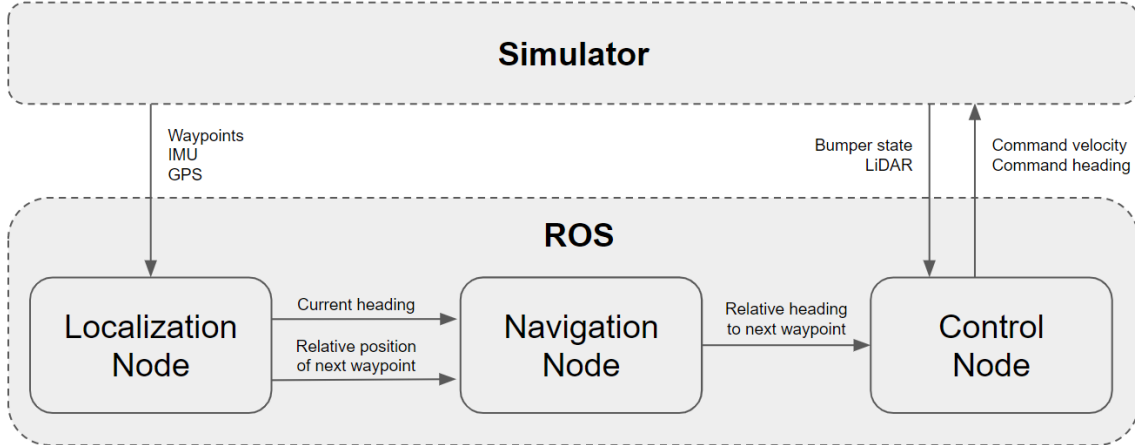 Simulator
Waypoints
IMU
GPS
Bumper state
LiDAR
Command velocity
Command heading
ROS
Localization
Node
Current heading
Relative position
of next waypoint
Navigation
Node
Relative heading
to next waypoint
Control
Node